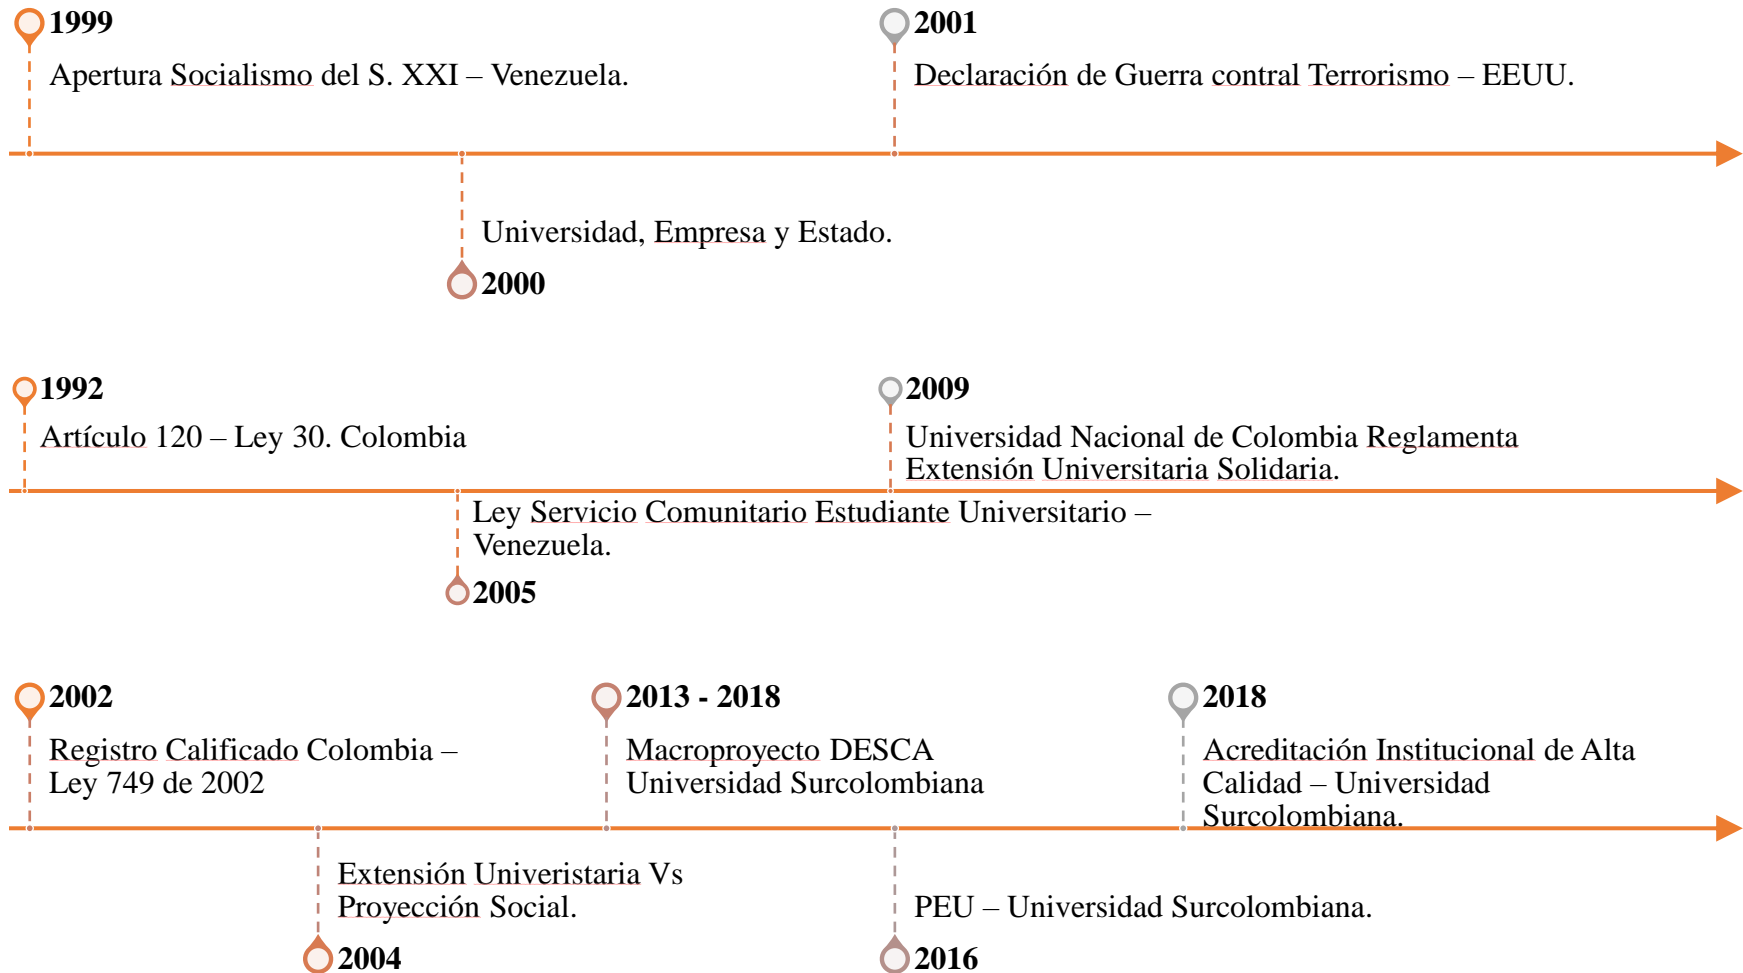 1999
Apertura Socialismo del S. XXI – Venezuela.
2001
Declaración de Guerra contral Terrorismo – EEUU.
Universidad, Empresa y Estado.
2000
1992
Artículo 120 – Ley 30. Colombia
2009
Universidad Nacional de Colombia Reglamenta
Extensión Universitaria Solidaria.
Ley Servicio Comunitario Estudiante Universitario –
Venezuela.
2005
2002
Registro Calificado Colombia –
Ley 749 de 2002
2013 - 2018
Macroproyecto DESCA
Universidad Surcolombiana
2018
Acreditación Institucional de Alta
Calidad – Universidad
Surcolombiana.
Extensión Univeristaria Vs
Proyección Social.
2004
PEU – Universidad Surcolombiana.
2016